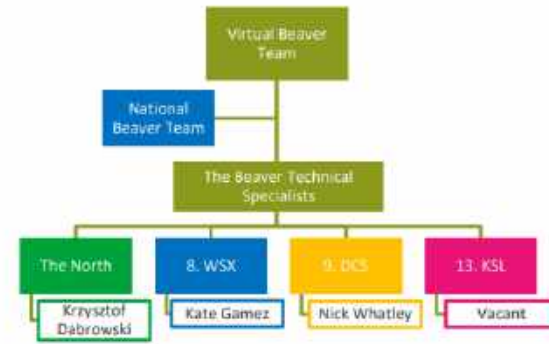 Virtual Beaver
Team
National
Beaver Team
The Beaver Technical
Specialists
The North
8. WSX
9. DCS
13. KSL
Krzysztof
Dabrowski
Kate Gamez
Nick Whatley
Vacant